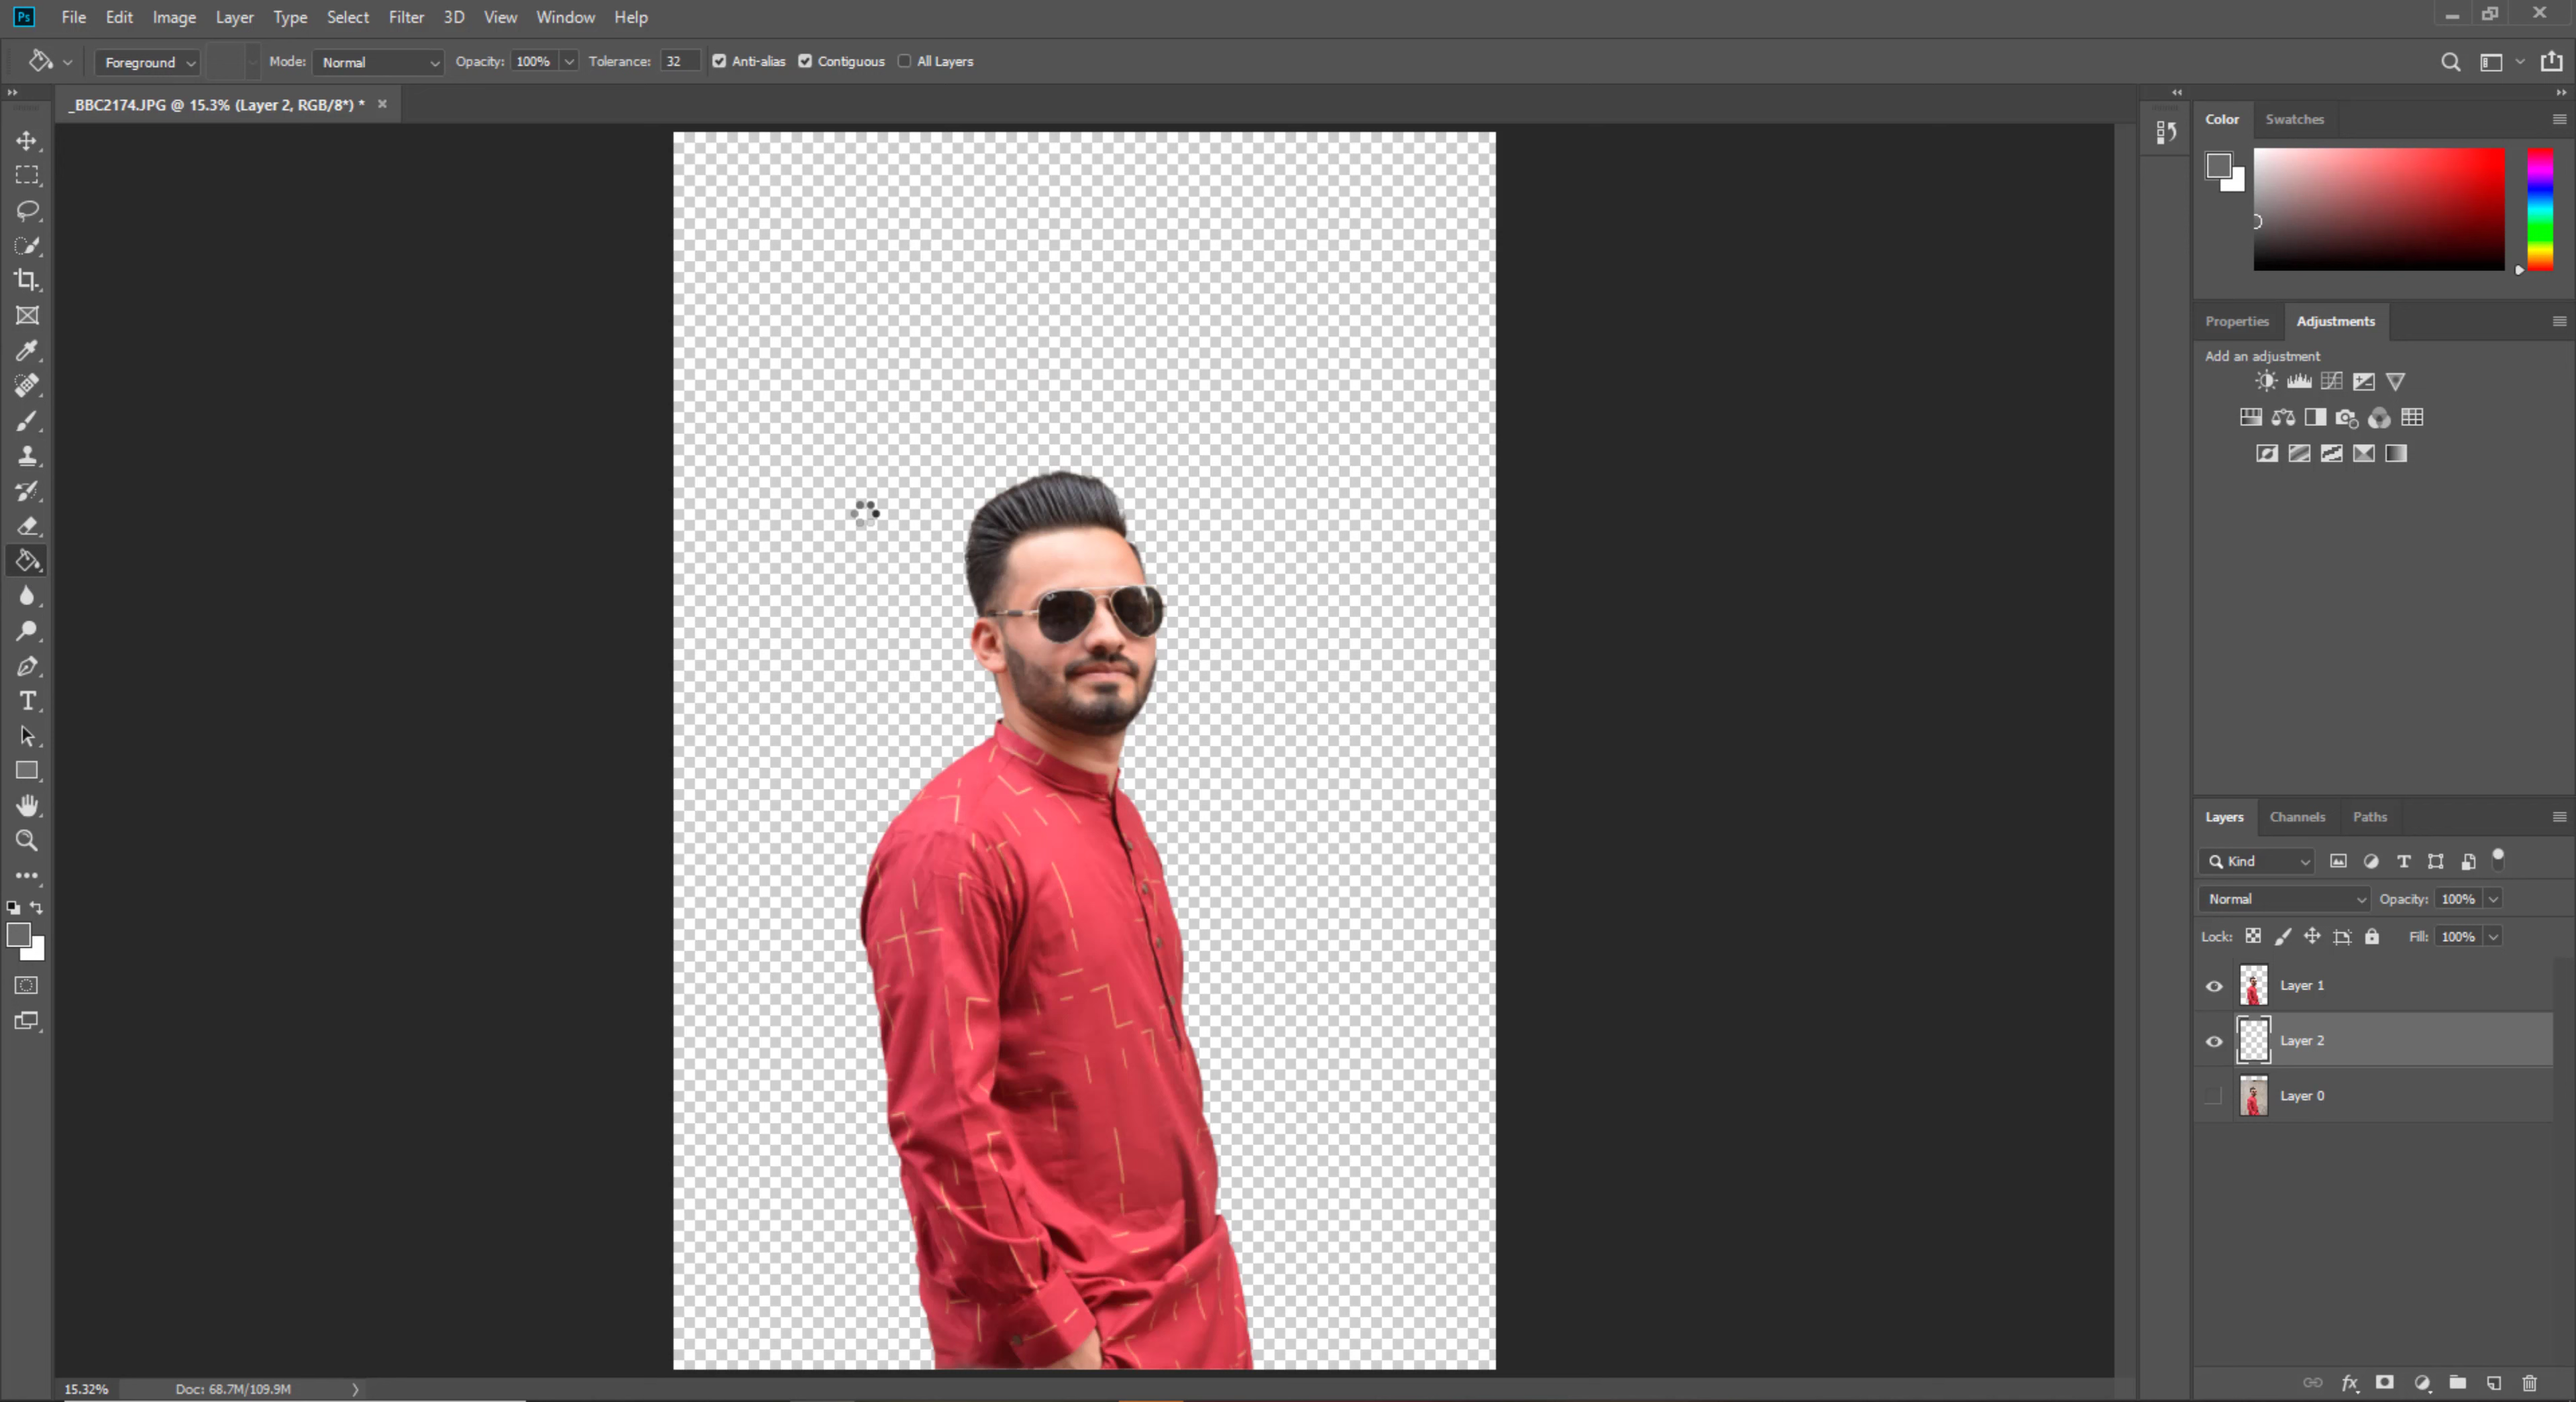 Ps File Edit Image Layer Type Select Filter 3D View Window Help
Foreground Mode: Normal Opacity: 100% Tolerance: 32 Anti-alias Contiguous All Layers
_BBC2174.JPG @ 15.3% (Layer 2, RGB/8*) *
Color Swatches
Properties Adjustments
Add an adjustment
Layers Channels Paths
Kind
Normal Opacity: 100%
Lock: Fill: 100%
Layer 1
Layer 2
Layer 0
15.32% Doc: 68.7M/109.9M